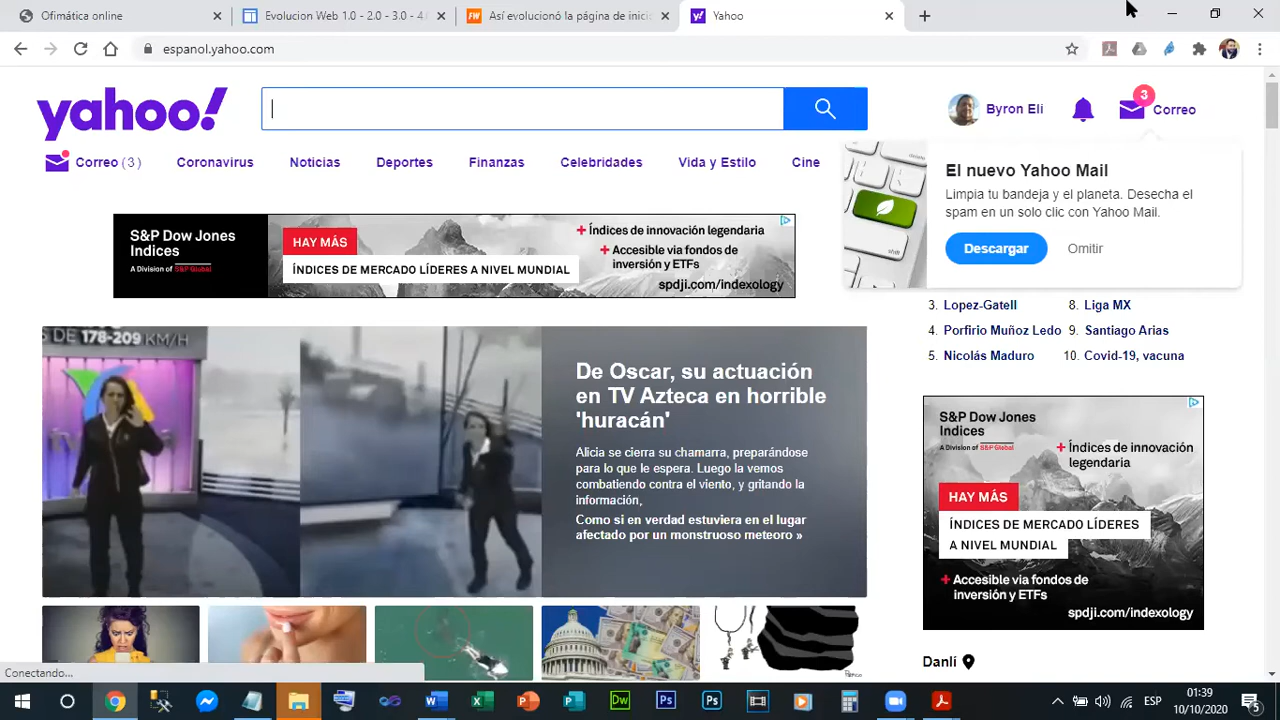 Ofimática online
Evolucion Web 1.0 - 2.0 - 3.0 - 4.
Así evolucionó la página de inici
Yahoo
espanol.yahoo.com
yahoo!
Byron Elí
3
Correo
Correo (3)
Coronavirus
Noticias
Deportes
Finanzas
Celebridades
Vida y Estilo
Cine
El nuevo Yahoo Mail
Limpia tu bandeja y el planeta. Desecha el
spam en un solo clic con Yahoo Mail.
Descargar
Omitir
S&P Dow Jones
Indices
A Division of S&P Global
HAY MÁS
ÍNDICES DE MERCADO LÍDERES A NIVEL MUNDIAL
+ Índices de innovación legendaria
+ Accesible via fondos de
inversión y ETFs
spdji.com/indexology
3. Lopez-Gatell
8. Liga MX
4. Porfirio Muñoz Ledo
9. Santiago Arias
5. Nicolás Maduro
10. Covid-19, vacuna
S DE 178-209 KM/H
De Oscar, su actuación
en TV Azteca en horrible
'huracán'
Alicia se cierra su chamarra, preparándose
para lo que le espera. Luego la vemos
combatiendo contra el viento, y gritando la
información,
Como si en verdad estuviera en el lugar
afectado por un monstruoso meteoro »
S&P Dow Jones
Indices
A Division of S&P Global
+ Índices de innovación
legendaria
HAY MÁS
ÍNDICES DE MERCADO LÍDERES
A NIVEL MUNDIAL
+ Accesible via fondos de
inversión y ETFs
spdji.com/indexology
Danlí
Conectando...
ESP
01:39
10/10/2020
5